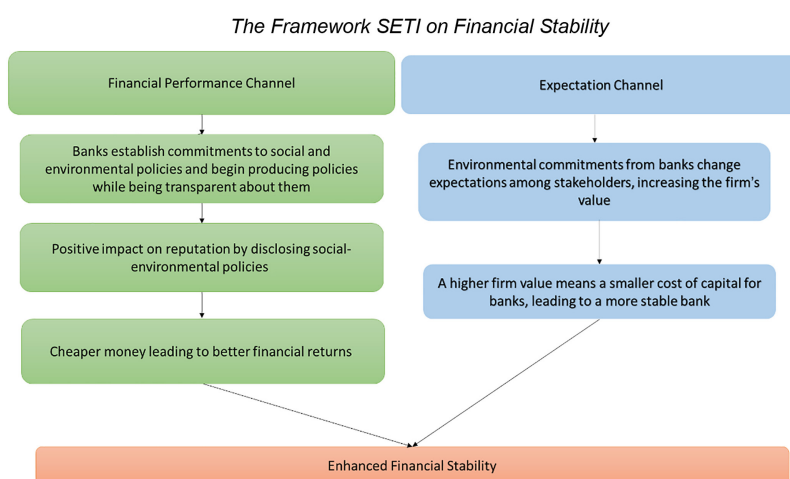 The Framework SETI on Financial Stability
Financial Performance Channel
Banks establish commitments to social and
environmental policies and begin producing policies
while being transparent about them
Positive impact on reputation by disclosing social-
environmental policies
Cheaper money leading to better financial returns
Expectation Channel
Environmental commitments from banks change
expectations among stakeholders, increasing the firm's
value
A higher firm value means a smaller cost of capital for
banks, leading to a more stable bank
Enhanced Financial Stability